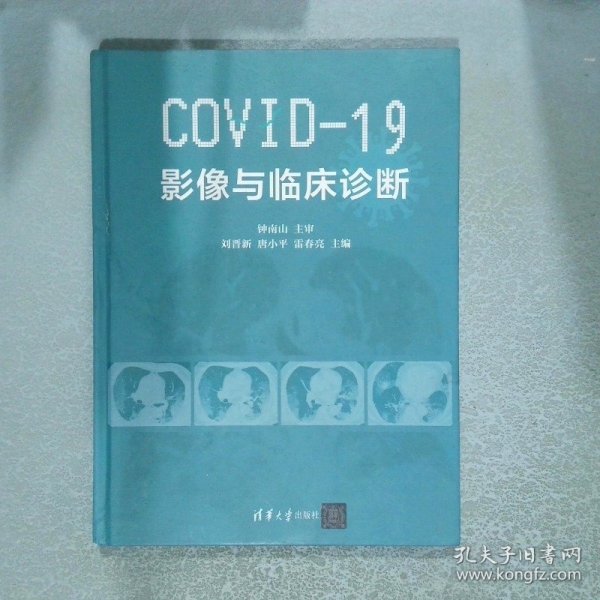 COVID-19
影像与临床诊断
钟南山 主审
刘晋新 唐小平 雷春亮 主编
清华大学出版社
孔夫子旧书网
www.kongfz.com